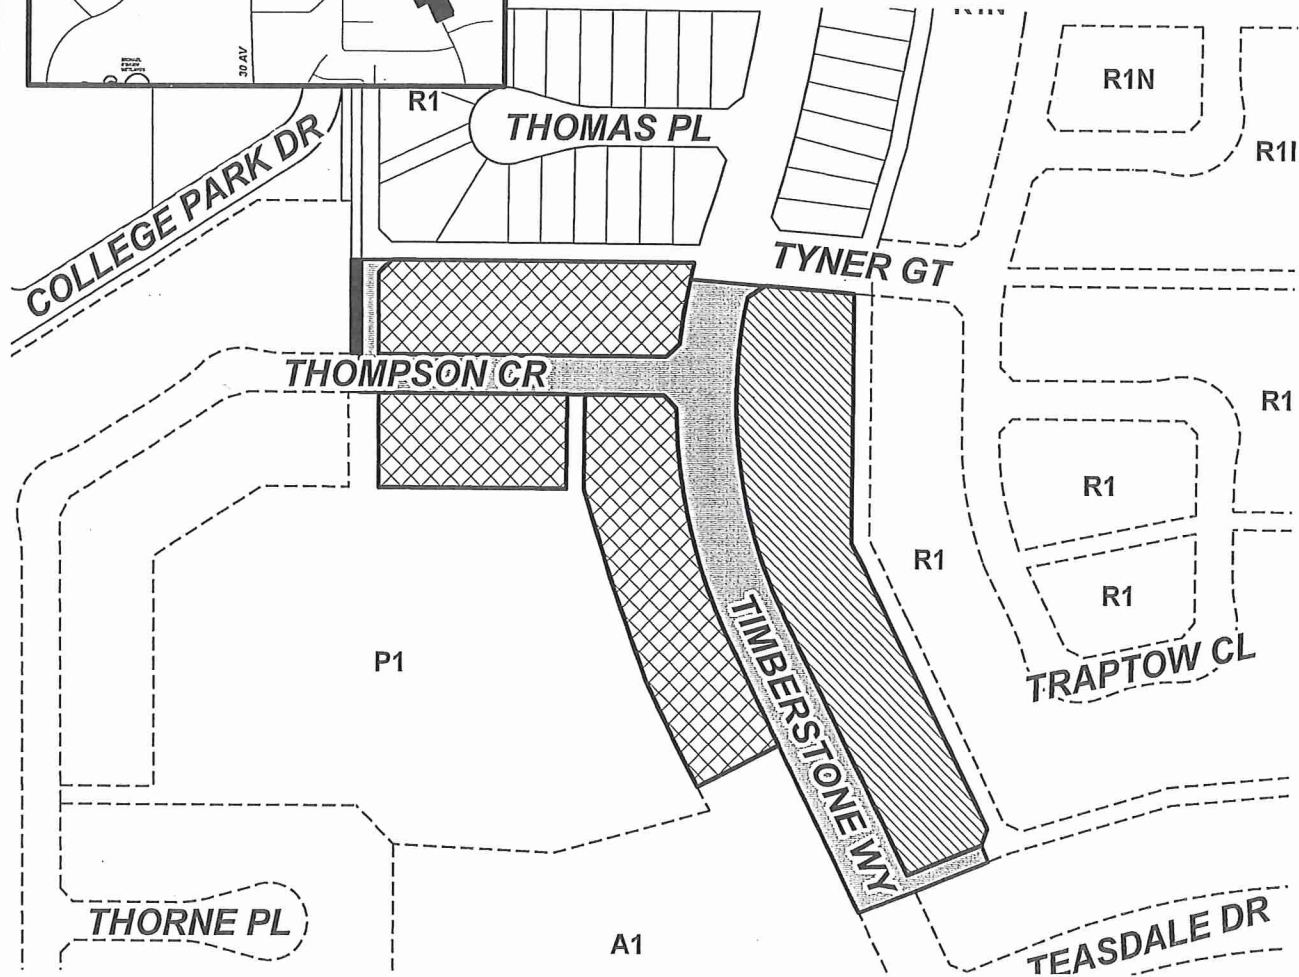 30 AV
R1
THOMAS PL
R1N
COLLEGE PARK DR
TYNER GT
THOMPSON CR
R1
R1
R1
R1
TIMBERSTONE WY
P1
TRAPTOW CL
THORNE PL
A1
TEASDALE DR